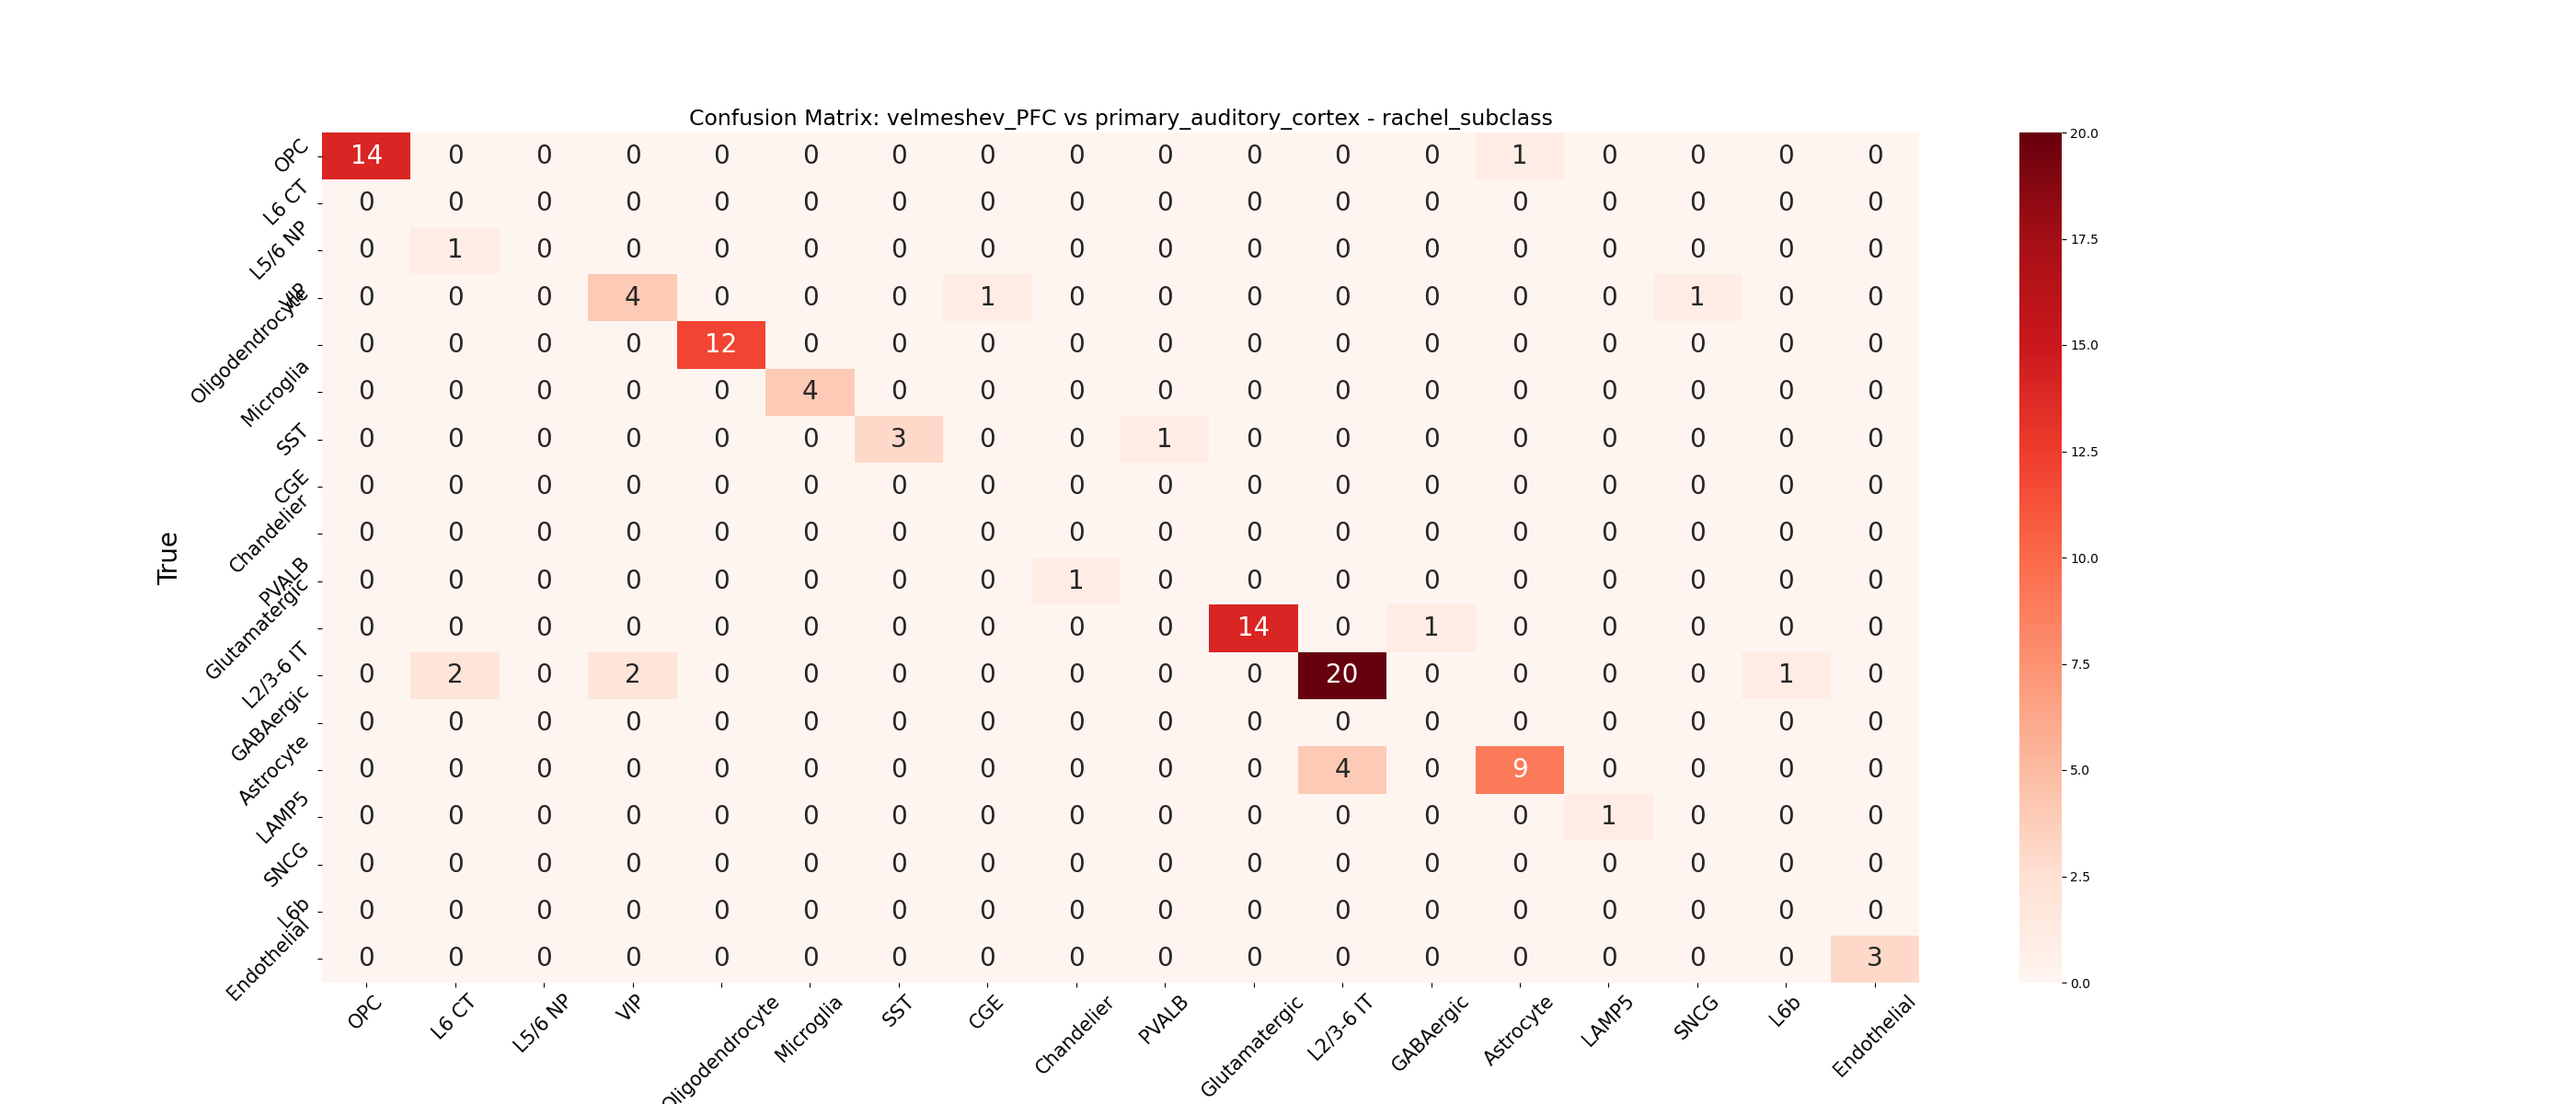 Confusion Matrix: velmeshev_PFC vs primary_auditory_cortex - rachel_subclass
True
OPC 14 0 0 0 0 0 0 0 0 0 0 0 0 1 0 0 0 0
L6 CT 0 0 0 0 0 0 0 0 0 0 0 0 0 0 0 0 0 0
L5/6 NP 0 1 0 0 0 0 0 0 0 0 0 0 0 0 0 0 0 0
VIP 0 0 0 4 0 0 0 1 0 0 0 0 0 0 0 1 0 0
Oligodendrocyte 0 0 0 0 12 0 0 0 0 0 0 0 0 0 0 0 0 0
Microglia 0 0 0 0 0 4 0 0 0 0 0 0 0 0 0 0 0 0
SST 0 0 0 0 0 0 3 0 0 1 0 0 0 0 0 0 0 0
CGE 0 0 0 0 0 0 0 0 0 0 0 0 0 0 0 0 0 0
Chandelier 0 0 0 0 0 0 0 0 0 0 0 0 0 0 0 0 0 0
PVALB 0 0 0 0 0 0 0 0 1 0 0 0 0 0 0 0 0 0
Glutamatergic 0 0 0 0 0 0 0 0 0 0 14 0 1 0 0 0 0 0
L2/3-6 IT 0 2 0 2 0 0 0 0 0 0 0 20 0 0 0 0 1 0
GABAergic 0 0 0 0 0 0 0 0 0 0 0 0 0 0 0 0 0 0
Astrocyte 0 0 0 0 0 0 0 0 0 0 0 4 0 9 0 0 0 0
LAMP5 0 0 0 0 0 0 0 0 0 0 0 0 0 0 1 0 0 0
SNCG 0 0 0 0 0 0 0 0 0 0 0 0 0 0 0 0 0 0
L6b 0 0 0 0 0 0 0 0 0 0 0 0 0 0 0 0 0 0
Endothelial 0 0 0 0 0 0 0 0 0 0 0 0 0 0 0 0 0 3
OPC L6 CT L5/6 NP VIP Oligodendrocyte Microglia SST CGE Chandelier PVALB Glutamatergic L2/3-6 IT GABAergic Astrocyte LAMP5 SNCG L6b Endothelial
20.0
17.5
15.0
12.5
10.0
7.5
5.0
2.5
0.0